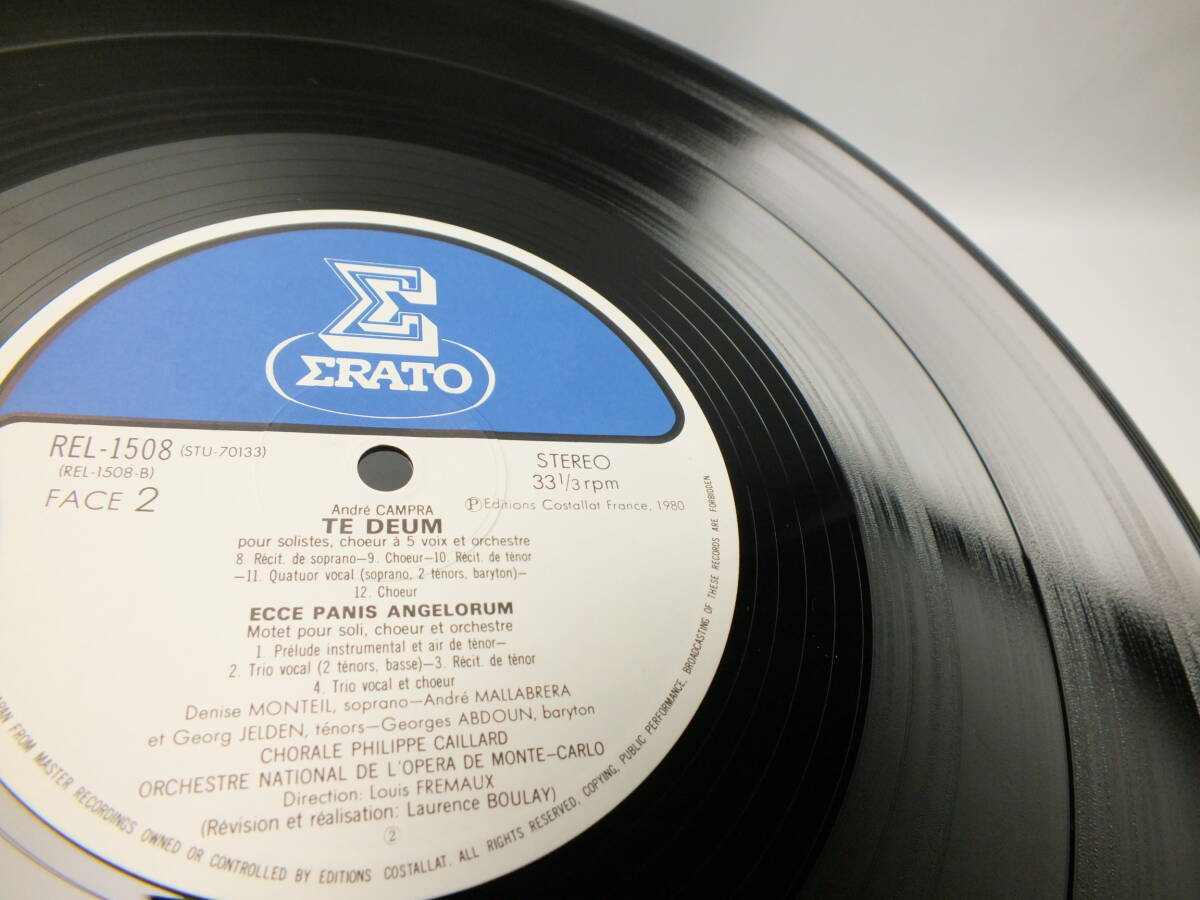 Σ
ΣRATO
REL-1508 (STU-70133)
(REL-1508-B)
FACE 2
STEREO
33 1/3 rpm
Ⓟ Editions Costallat France, 1980
André CAMPRA
TE DEUM
pour solistes, choeur à 5 voix et orchestre
8. Récit. de soprano—9. Choeur—10. Récit. de ténor
—11. Quatuor vocal (soprano, 2 ténors, baryton)—
12. Choeur
ECCE PANIS ANGELORUM
Motet pour soli, choeur et orchestre
1. Prélude instrumental et air de ténor—
2. Trio vocal (2 ténors, basse)—3. Récit. de ténor
4. Trio vocal et choeur
Denise MONTEIL, soprano—André MALLABRERA
et Georg JELDEN, ténors—Georges ABDOUN, baryton
CHORALE PHILIPPE CAILLARD
ORCHESTRE NATIONAL DE L'OPERA DE MONTE-CARLO
Direction: Louis FREMAUX
(Révision et réalisation: Laurence BOULAY)
②
FROM MASTER RECORDINGS OWNED OR CONTROLLED BY EDITIONS COSTALLAT. ALL RIGHTS RESERVED, COPYING, PUBLIC PERFORMANCE, BROADCASTING OF THESE RECORDS ARE FORBIDDEN.